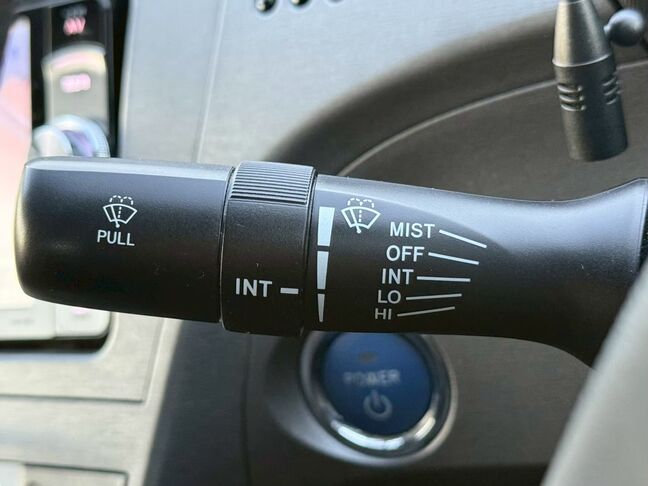 PULL
INT
MIST
OFF
INT
LO
HI
POWER